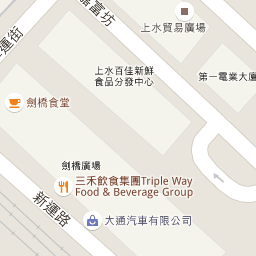 嘉富坊
上水貿易廣場
運街
上水百佳新鮮
食品分發中心
第一電業大廈
劍橋食堂
劍橋廣場
三禾飲食集團Triple Way
Food & Beverage Group
新運路
大通汽車有限公司